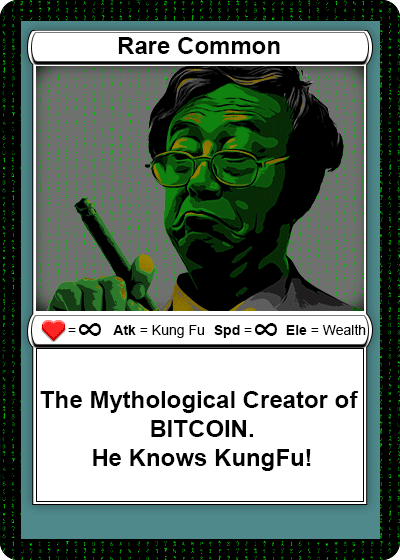 Rare Common
= ∞ Atk = Kung Fu Spd = ∞ Ele = Wealth
The Mythological Creator of
BITCOIN.
He Knows KungFu!